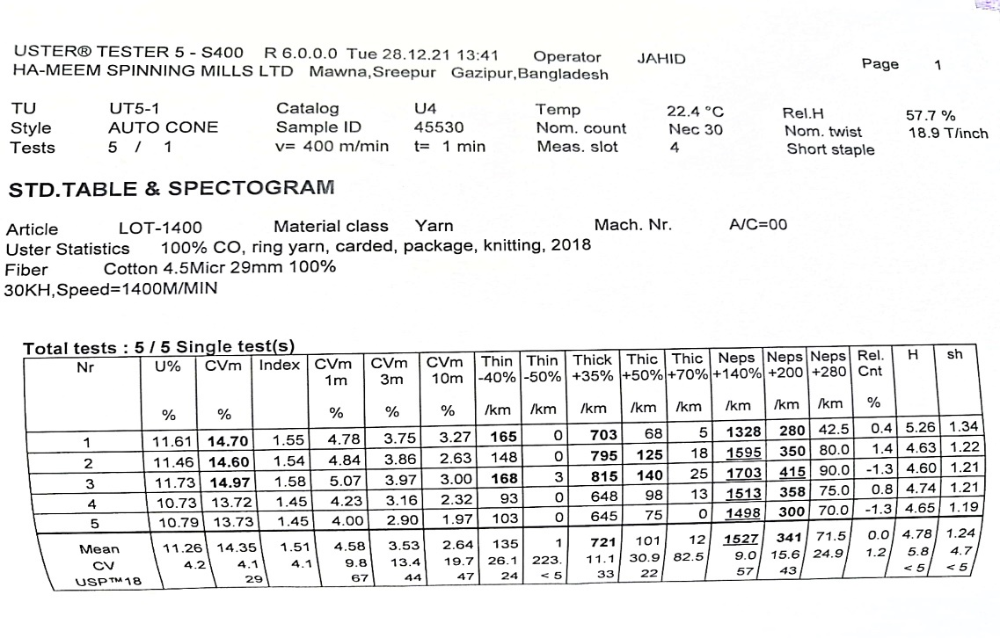 USTER® TESTER 5 - S400 R 6.0.0.0 Tue 28.12.21 13:41 Operator JAHID
HA-MEEM SPINNING MILLS LTD Mawna,Sreepur Gazipur,Bangladesh Page 1
TU UT5-1 Catalog U4 Temp 22.4 °C Rel.H 57.7 %
Style AUTO CONE Sample ID 45530 Nom. count Nec 30 Nom. twist 18.9 T/inch
Tests 5 / 1 v= 400 m/min t= 1 min Meas. slot 4 Short staple
STD.TABLE & SPECTOGRAM
Article LOT-1400 Material class Yarn Mach. Nr. A/C=00
Uster Statistics 100% CO, ring yarn, carded, package, knitting, 2018
Fiber Cotton 4.5Micr 29mm 100%
30KH,Speed=1400M/MIN
Total tests : 5 / 5 Single test(s)
Nr U% CVm Index CVm CVm CVm Thin Thin Thick Thic Thic Neps Neps Neps Rel. H sh
1m 3m 10m -40% -50% +35% +50% +70% +140% +200 +280 Cnt
% % % % % /km /km /km /km /km /km /km /km %
1 11.61 14.70 1.55 4.78 3.75 3.27 165 0 703 68 5 1328 280 42.5 0.4 5.26 1.34
2 11.46 14.60 1.54 4.84 3.86 2.63 148 0 795 125 18 1595 350 80.0 1.4 4.63 1.22
3 11.73 14.97 1.58 5.07 3.97 3.00 168 3 815 140 25 1703 415 90.0 -1.3 4.60 1.21
4 10.73 13.72 1.45 4.23 3.16 2.32 93 0 648 98 13 1513 358 75.0 0.8 4.74 1.21
5 10.79 13.73 1.45 4.00 2.90 1.97 103 0 645 75 0 1498 300 70.0 -1.3 4.65 1.19
Mean 11.26 14.35 1.51 4.58 3.53 2.64 135 1 721 101 12 1527 341 71.5 0.0 4.78 1.24
CV 4.2 4.1 4.1 9.8 13.4 19.7 26.1 223. 11.1 30.9 82.5 9.0 15.6 24.9 1.2 5.8 4.7
USP™18 29 67 44 47 24 < 5 33 22 57 43 < 5 < 5